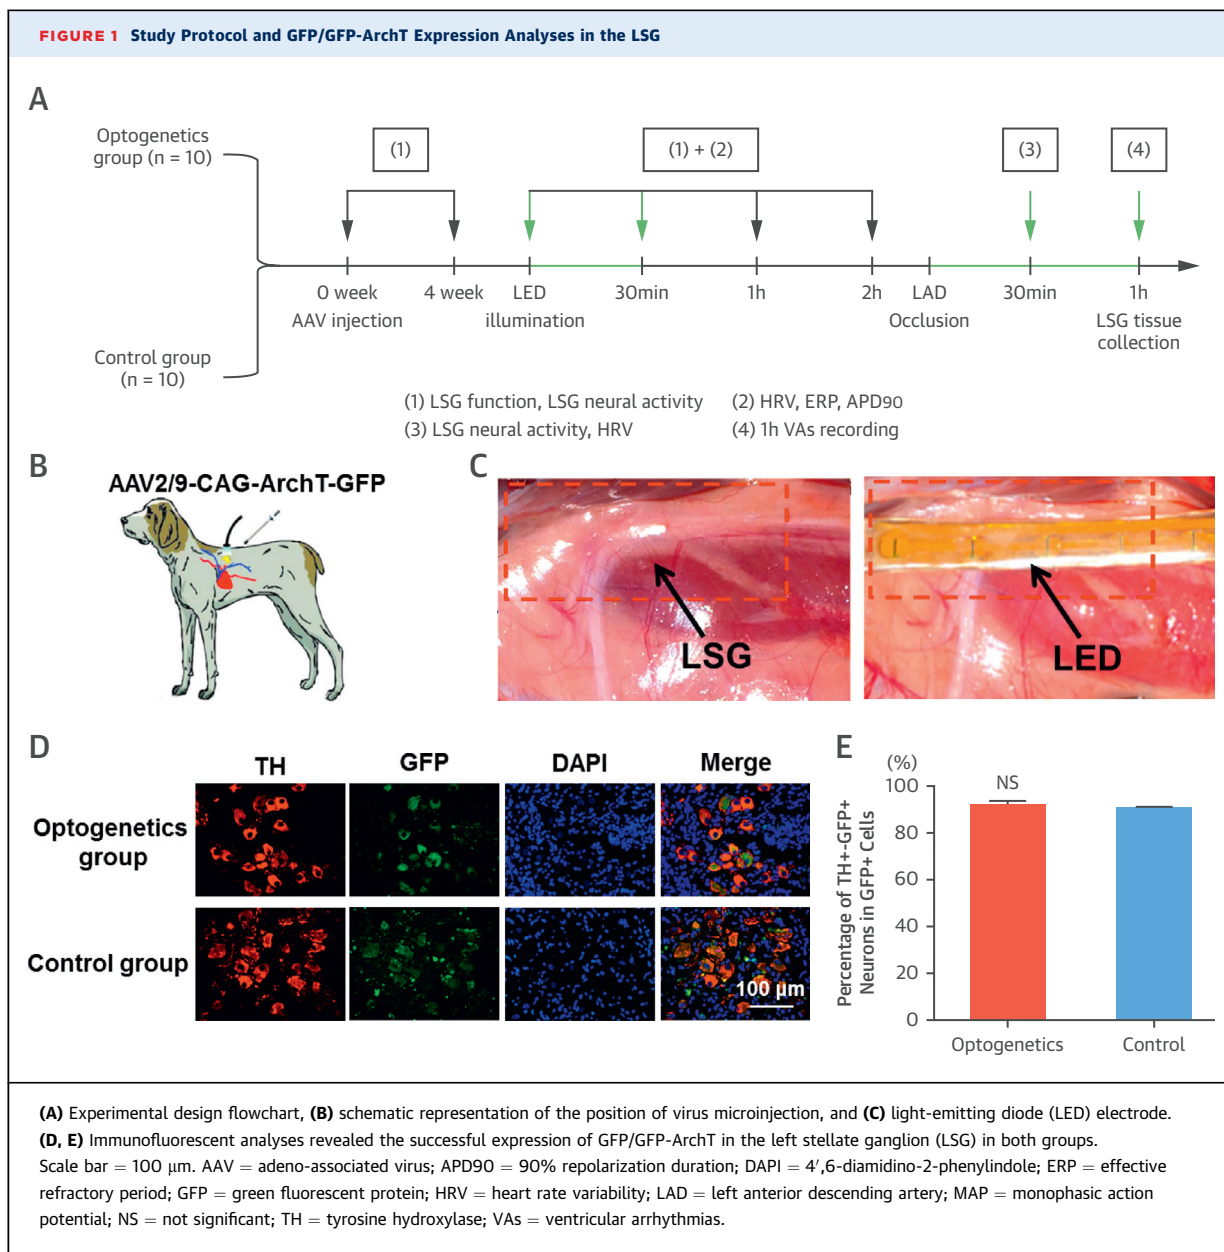 FIGURE 1 Study Protocol and GFP/GFP-ArchT Expression Analyses in the LSG
A
Optogenetics
group (n = 10)
(1)
(1) + (2)
(3)
(4)
0 week
4 week
LED
30min
1h
2h
LAD
30min
1h
AAV injection
illumination
Occlusion
LSG tissue
collection
Control group
(n = 10)
(1) LSG function, LSG neural activity
(2) HRV, ERP, APD90
(3) LSG neural activity, HRV
(4) 1h VAs recording
B
AAV2/9-CAG-ArchT-GFP
C
LSG
LED
D
TH
GFP
DAPI
Merge
Optogenetics
group
Control group
100 μm
E
(%)
100
80
60
40
20
0
Percentage of TH+-GFP+
Neurons in GFP+ Cells
NS
Optogenetics
Control
(A) Experimental design flowchart, (B) schematic representation of the position of virus microinjection, and (C) light-emitting diode (LED) electrode.
(D, E) Immunofluorescent analyses revealed the successful expression of GFP/GFP-ArchT in the left stellate ganglion (LSG) in both groups.
Scale bar = 100 μm. AAV = adeno-associated virus; APD90 = 90% repolarization duration; DAPI = 4′,6-diamidino-2-phenylindole; ERP = effective
refractory period; GFP = green fluorescent protein; HRV = heart rate variability; LAD = left anterior descending artery; MAP = monophasic action
potential; NS = not significant; TH = tyrosine hydroxylase; VAs = ventricular arrhythmias.